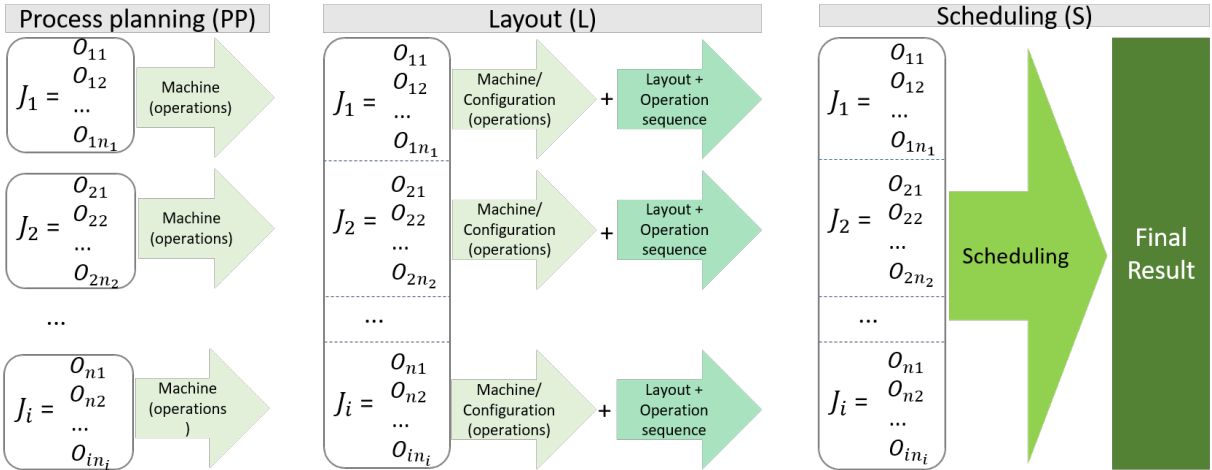 Process planning (PP)
O₁₁
O₁₂
J₁ =
...
O₁ₙ₁
Machine
(operations)
O₂₁
O₂₂
J₂ =
...
O₂ₙ₂
Machine
(operations)
...
Oₙ₁
Oₙ₂
Jᵢ =
...
Oᵢₙᵢ
Machine
(operations
)
Layout (L)
O₁₁
O₁₂
J₁ =
...
O₁ₙ₁
Machine/
Configuration
(operations)
+
Layout +
Operation
sequence
O₂₁
O₂₂
J₂ =
...
O₂ₙ₂
Machine/
Configuration
(operations)
+
Layout +
Operation
sequence
...
Oₙ₁
Oₙ₂
Jᵢ =
...
Oᵢₙᵢ
Machine/
Configuration
(operations)
+
Layout +
Operation
sequence
Scheduling (S)
O₁₁
O₁₂
J₁ =
...
O₁ₙ₁
O₂₁
O₂₂
J₂ =
...
O₂ₙ₂
...
Oₙ₁
Oₙ₂
Jᵢ =
...
Oᵢₙᵢ
Scheduling
Final
Result